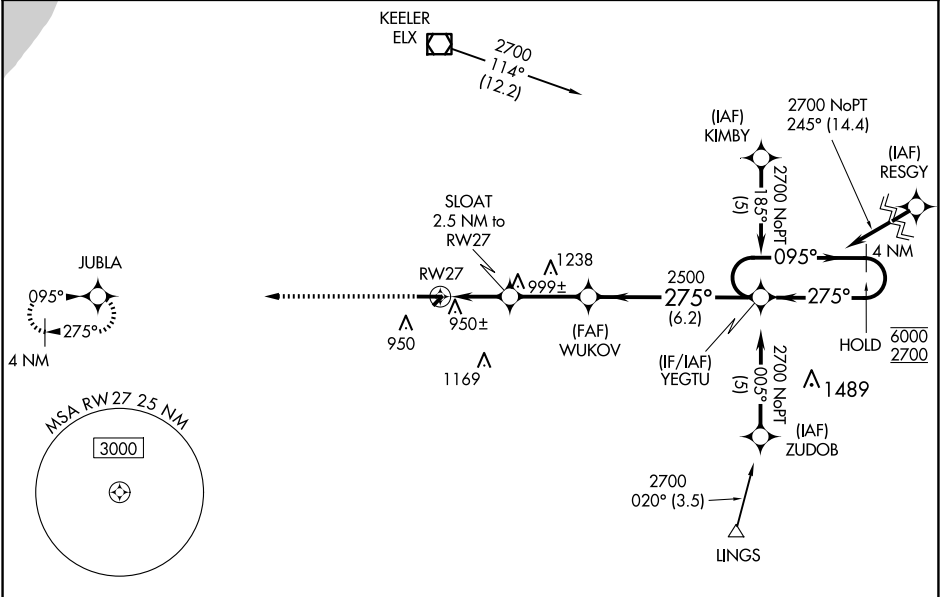 KEELER
ELX
2700
114°
(12.2)
(IAF)
KIMBY
2700 NoPT
185°
(5)
2700 NoPT
245° (14.4)
(IAF)
RESGY
4 NM
095°
275°
HOLD
6000
2700
SLOAT
2.5 NM to
RW27
RW27
1238
999±
950±
950
1169
(FAF)
WUKOV
2500
275°
(6.2)
(IF/IAF)
YEGTU
2700 NoPT
005°
(5)
1489
(IAF)
ZUDOB
2700
020° (3.5)
LINGS
JUBLA
095°
275°
4 NM
MSA RW 27 25 NM
3000